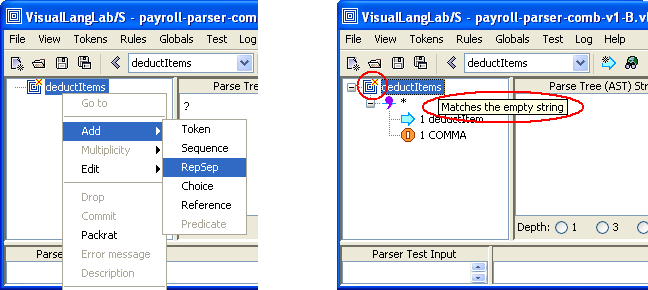 VisualLangLab/S - payroll-parser-com
File View Tokens Rules Globals
deductItems
Parse Tree
deductItems
?
Go to
Add
Multiplicity
Edit
Drop
Commit
Packrat
Error message
Description
Token
Sequence
RepSep
Choice
Reference
Predicate
Parser
VisualLangLab/S - payroll-parser-comb-v1-B.v
File View Tokens Rules Globals Test Log Help
deductItems
Parse Tree (AST) Str
deductItems
*
Matches the empty string
1 deductItem
1 COMMA
Depth: 1 3
Parser Test Input